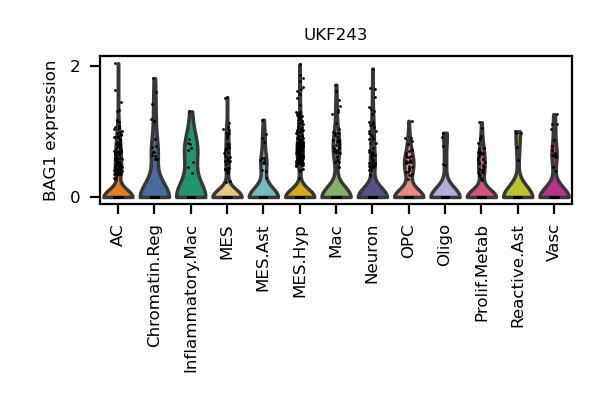 UKF243
BAG1 expression
2
0
AC
Chromatin.Reg
Inflammatory.Mac
MES
MES.Ast
MES.Hyp
Mac
Neuron
OPC
Oligo
Prolif.Metab
Reactive.Ast
Vasc